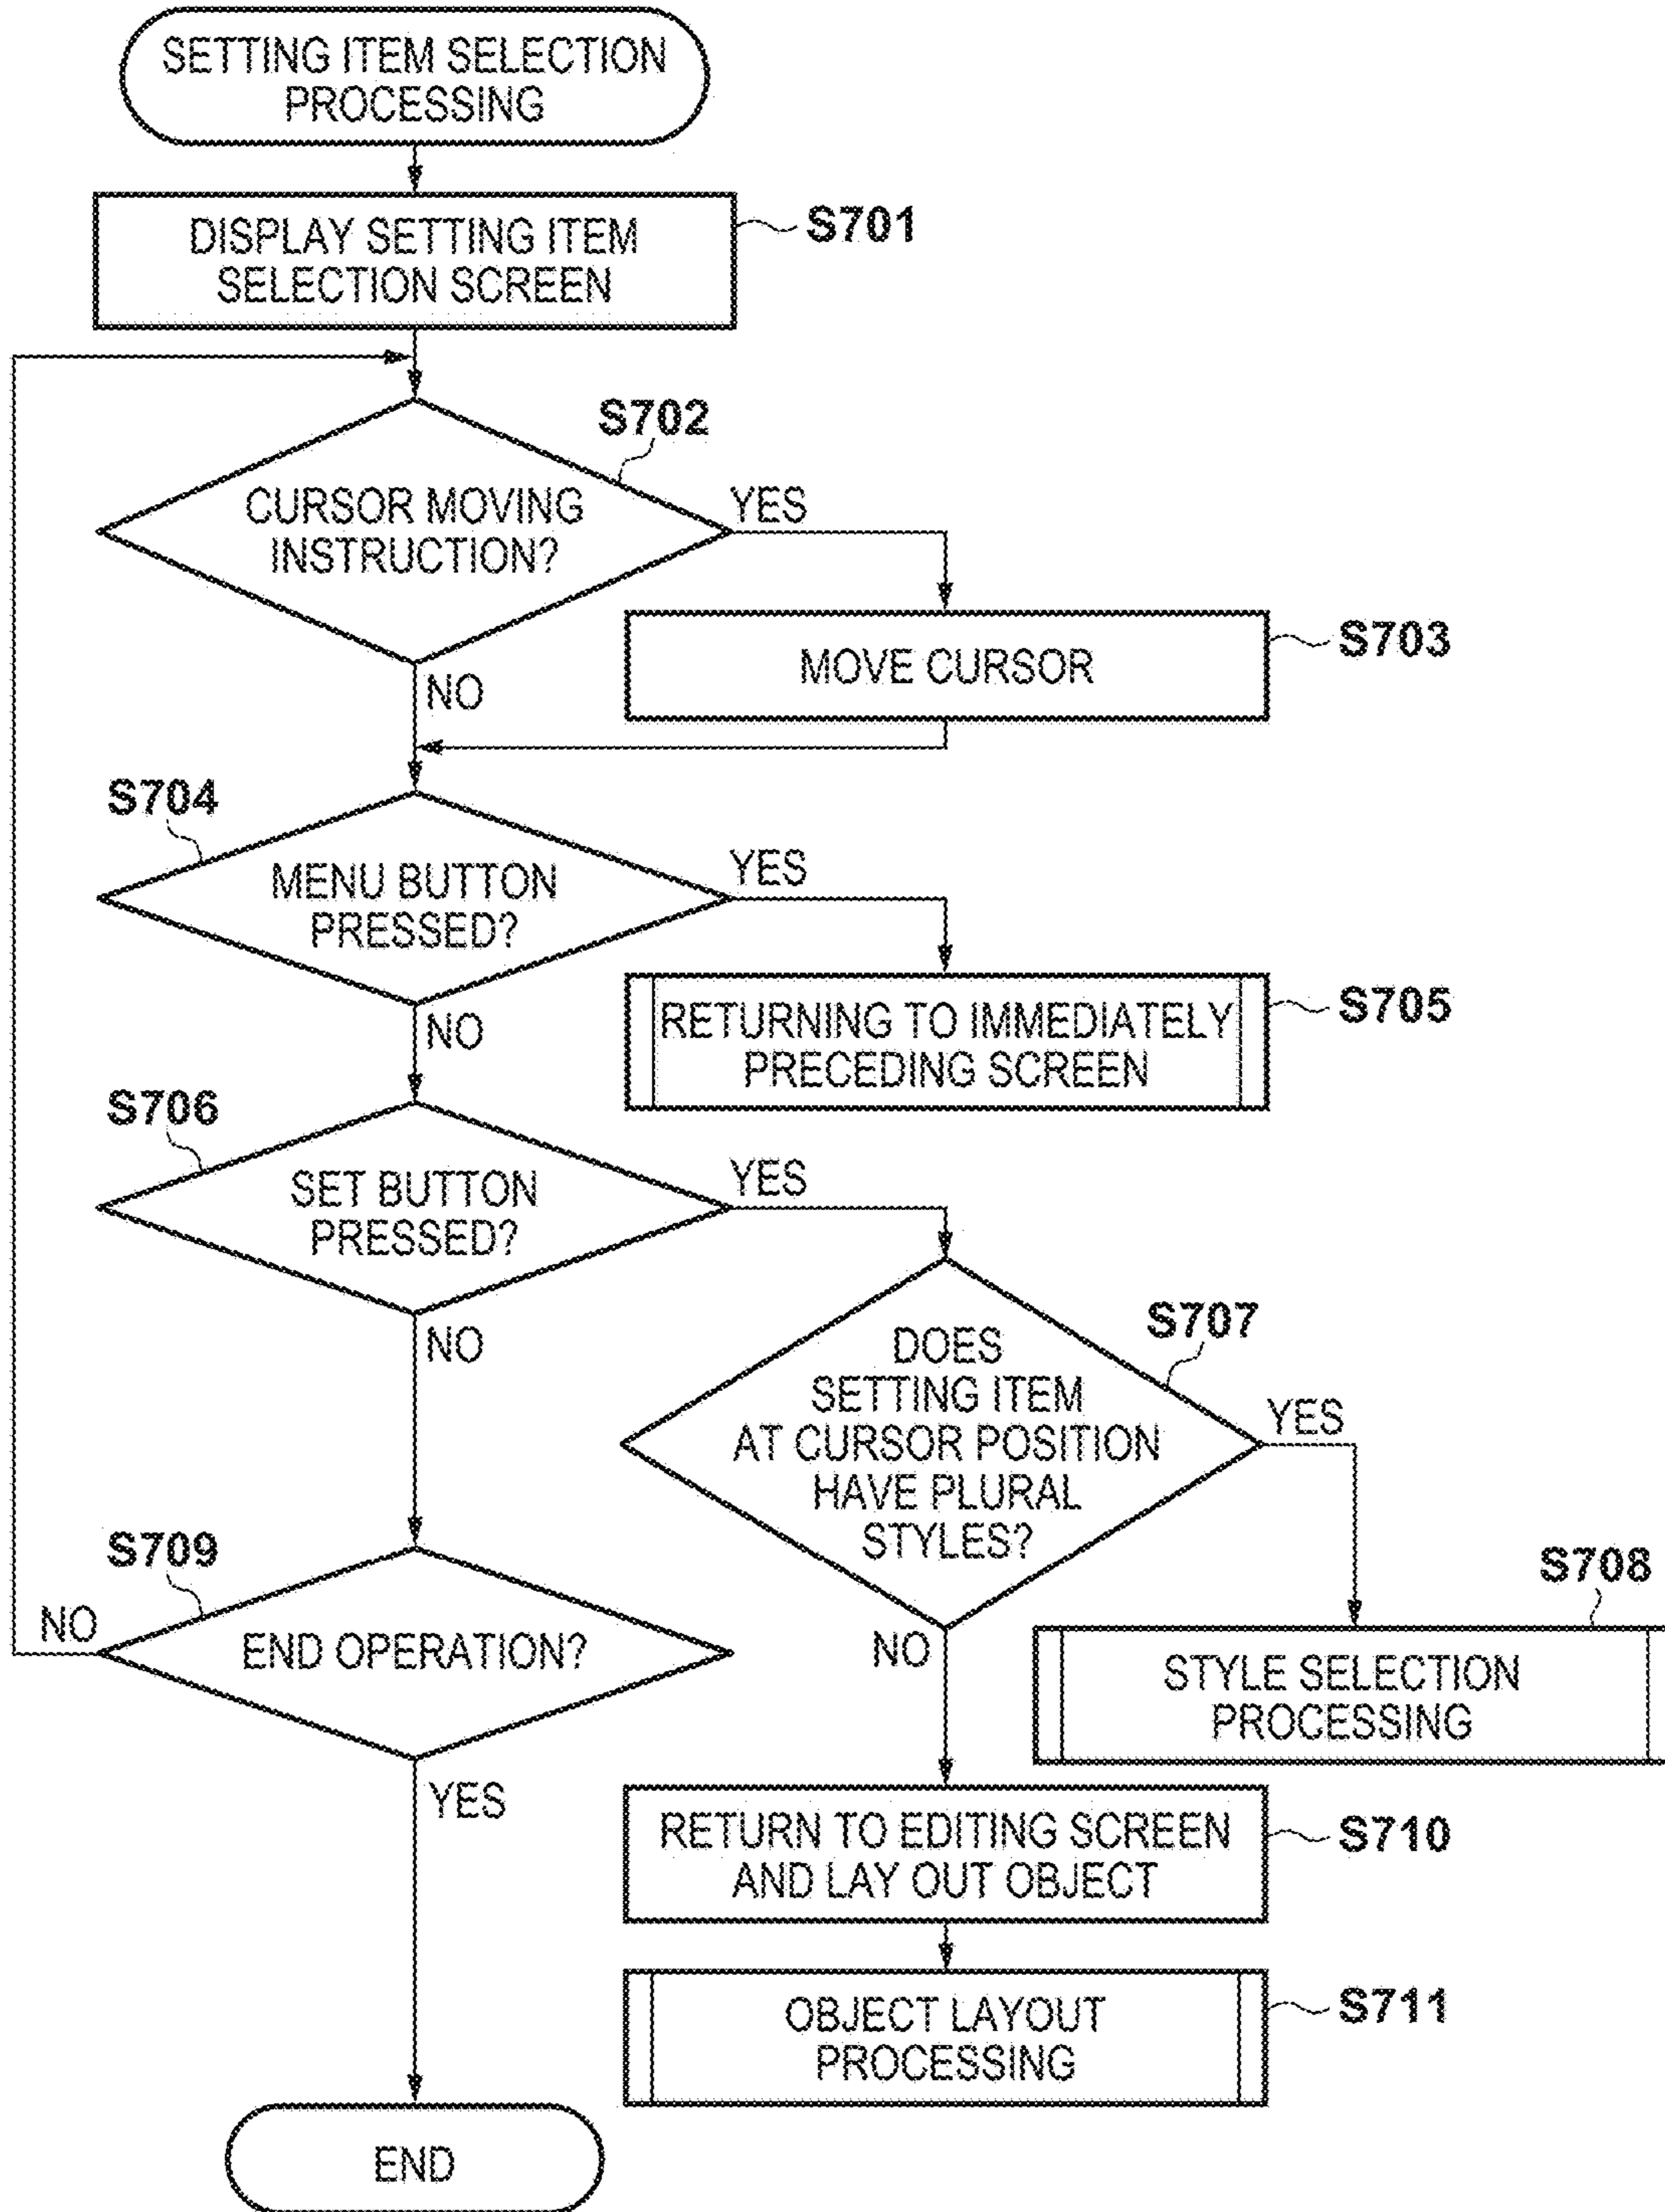 SETTING ITEM SELECTION
PROCESSING
DISPLAY SETTING ITEM
SELECTION SCREEN
S701
S702
CURSOR MOVING
INSTRUCTION?
YES
NO
MOVE CURSOR
S703
S704
MENU BUTTON
PRESSED?
YES
NO
RETURNING TO IMMEDIATELY
PRECEDING SCREEN
S705
S706
SET BUTTON
PRESSED?
YES
NO
S707
DOES
SETTING ITEM
AT CURSOR POSITION
HAVE PLURAL
STYLES?
YES
NO
S708
STYLE SELECTION
PROCESSING
S709
END OPERATION?
NO
YES
RETURN TO EDITING SCREEN
AND LAY OUT OBJECT
S710
OBJECT LAYOUT
PROCESSING
S711
END